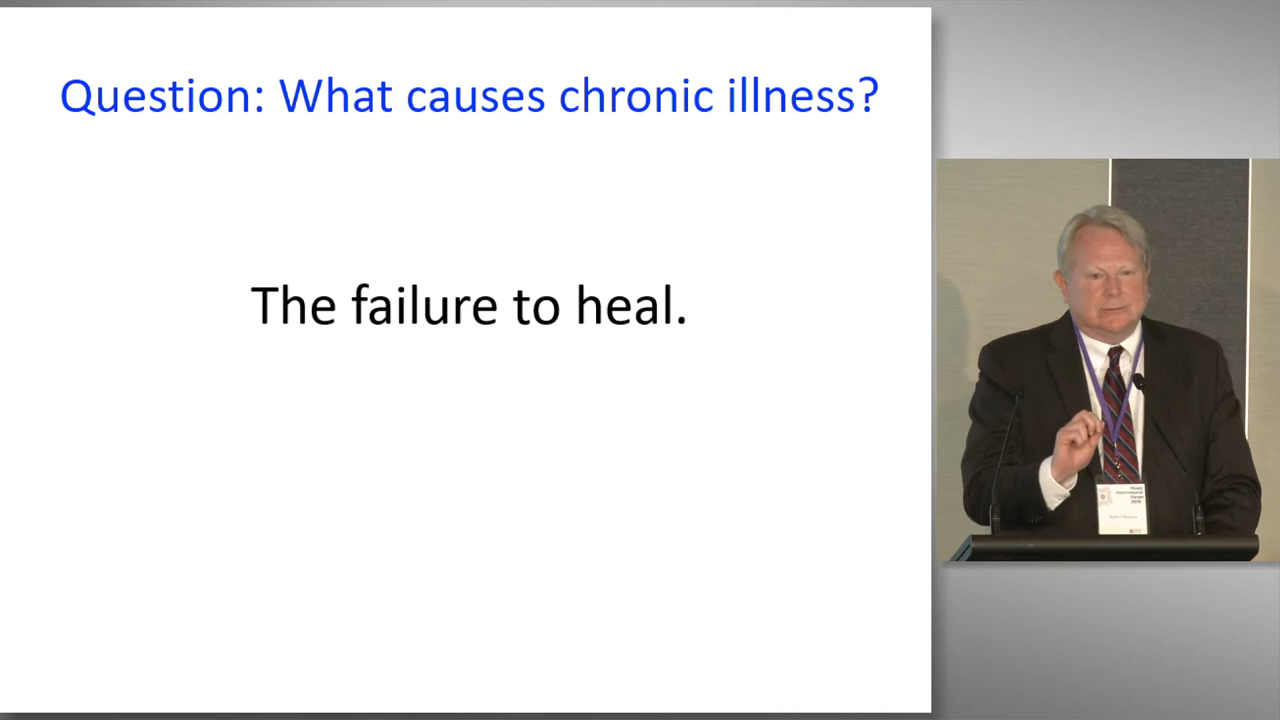 Question: What causes chronic illness?
The failure to heal.